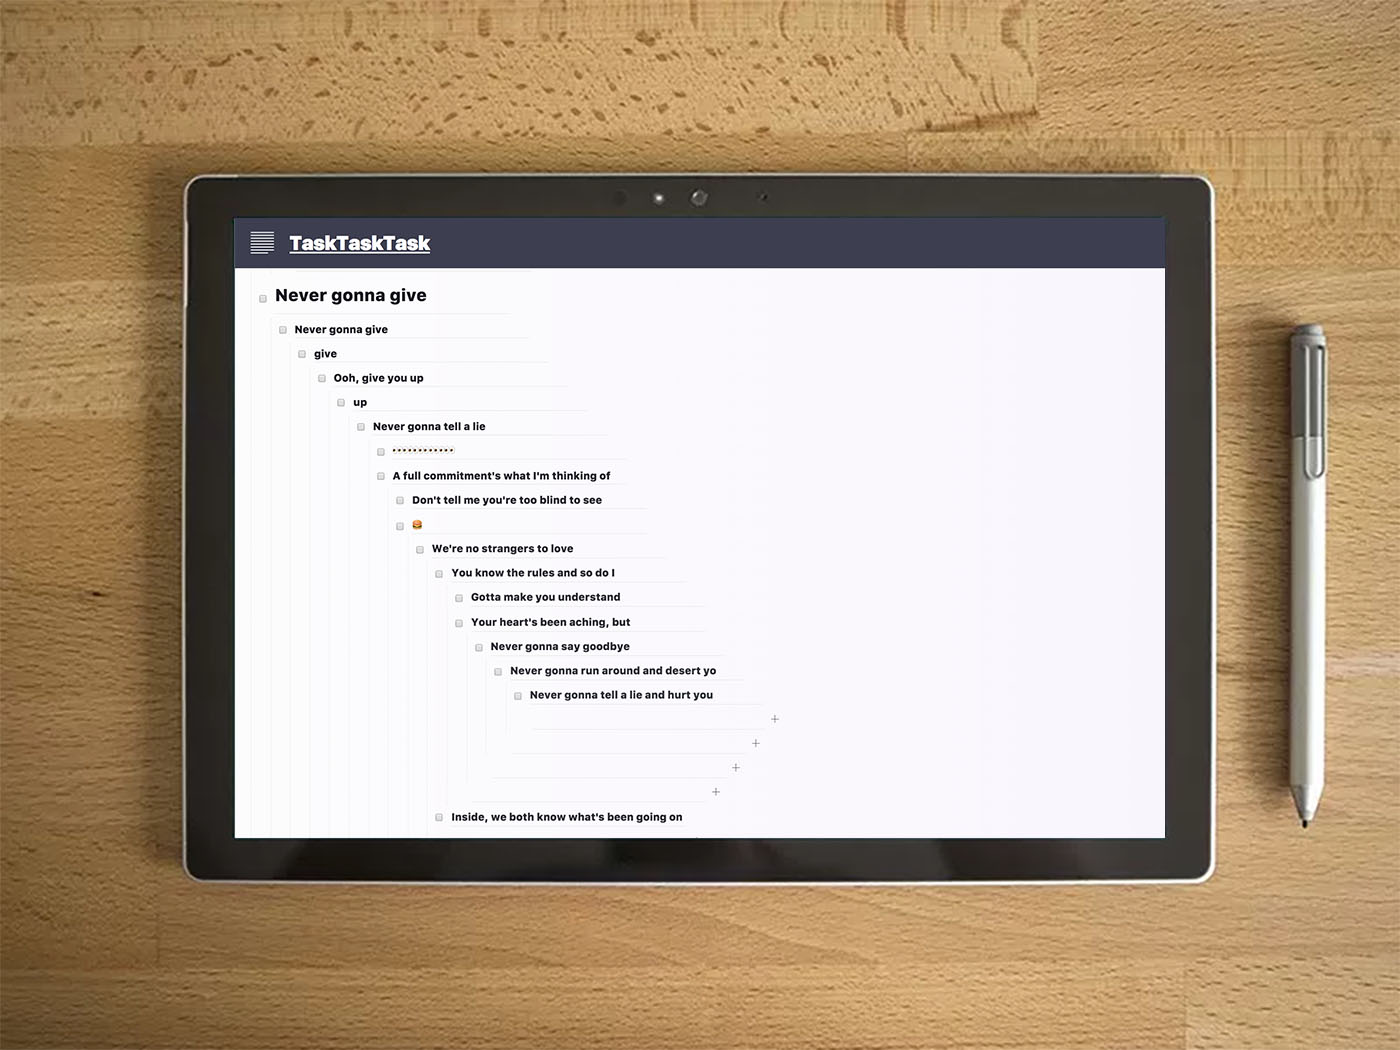 TaskTaskTask
Never gonna give
Never gonna give
give
Ooh, give you up
up
Never gonna tell a lie
A full commitment's what I'm thinking of
Don't tell me you're too blind to see
🍔
We're no strangers to love
You know the rules and so do I
Gotta make you understand
Your heart's been aching, but
Never gonna say goodbye
Never gonna run around and desert yo
Never gonna tell a lie and hurt you
+
+
+
+
Inside, we both know what's been going on